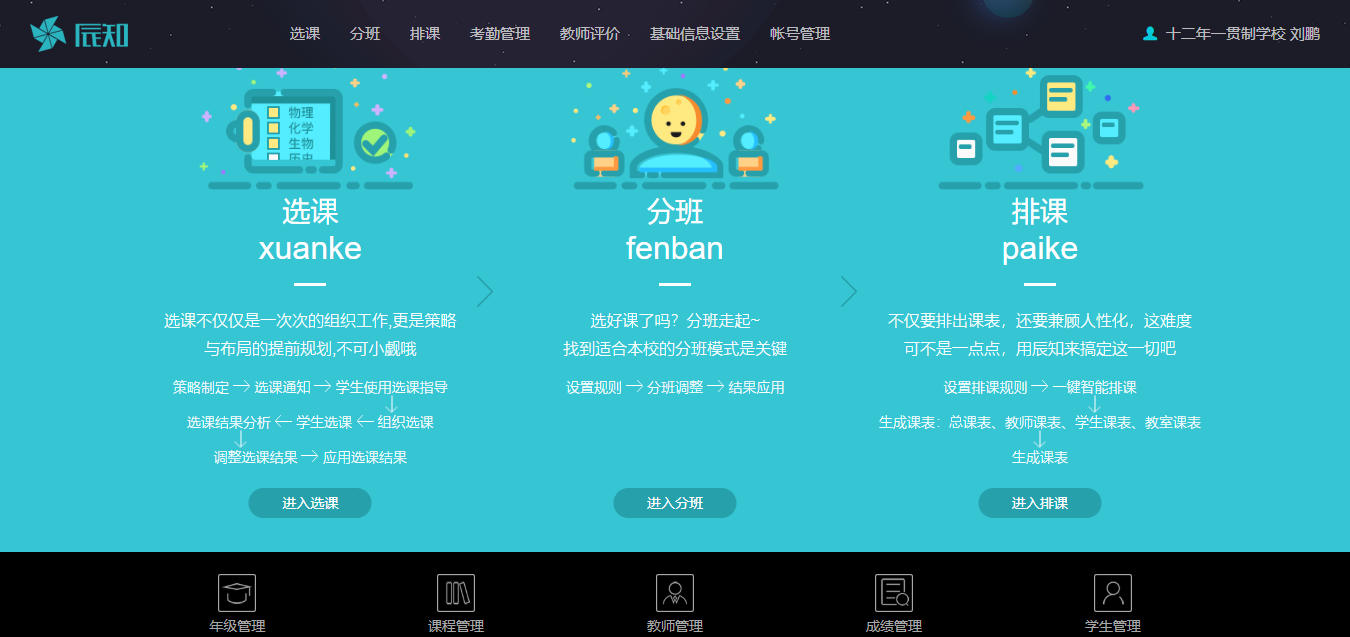 辰知
选课 分班 排课 考勤管理 教师评价 基础信息设置 帐号管理
十二年一贯制学校 刘鹏
物理
化学
生物
历史
选课
xuanke
选课不仅仅是一次次的组织工作,更是策略
与布局的提前规划,不可小觑哦
策略制定 → 选课通知 → 学生使用选课指导
选课结果分析 ← 学生选课 ← 组织选课
调整选课结果 → 应用选课结果
进入选课
分班
fenban
选好课了吗？分班走起~
找到适合本校的分班模式是关键
设置规则 → 分班调整 → 结果应用
进入分班
排课
paike
不仅要排出课表，还要兼顾人性化，这难度
可不是一点点，用辰知来搞定这一切吧
设置排课规则 → 一键智能排课
生成课表：总课表、教师课表、学生课表、教室课表
生成课表
进入排课
年级管理 课程管理 教师管理 成绩管理 学生管理